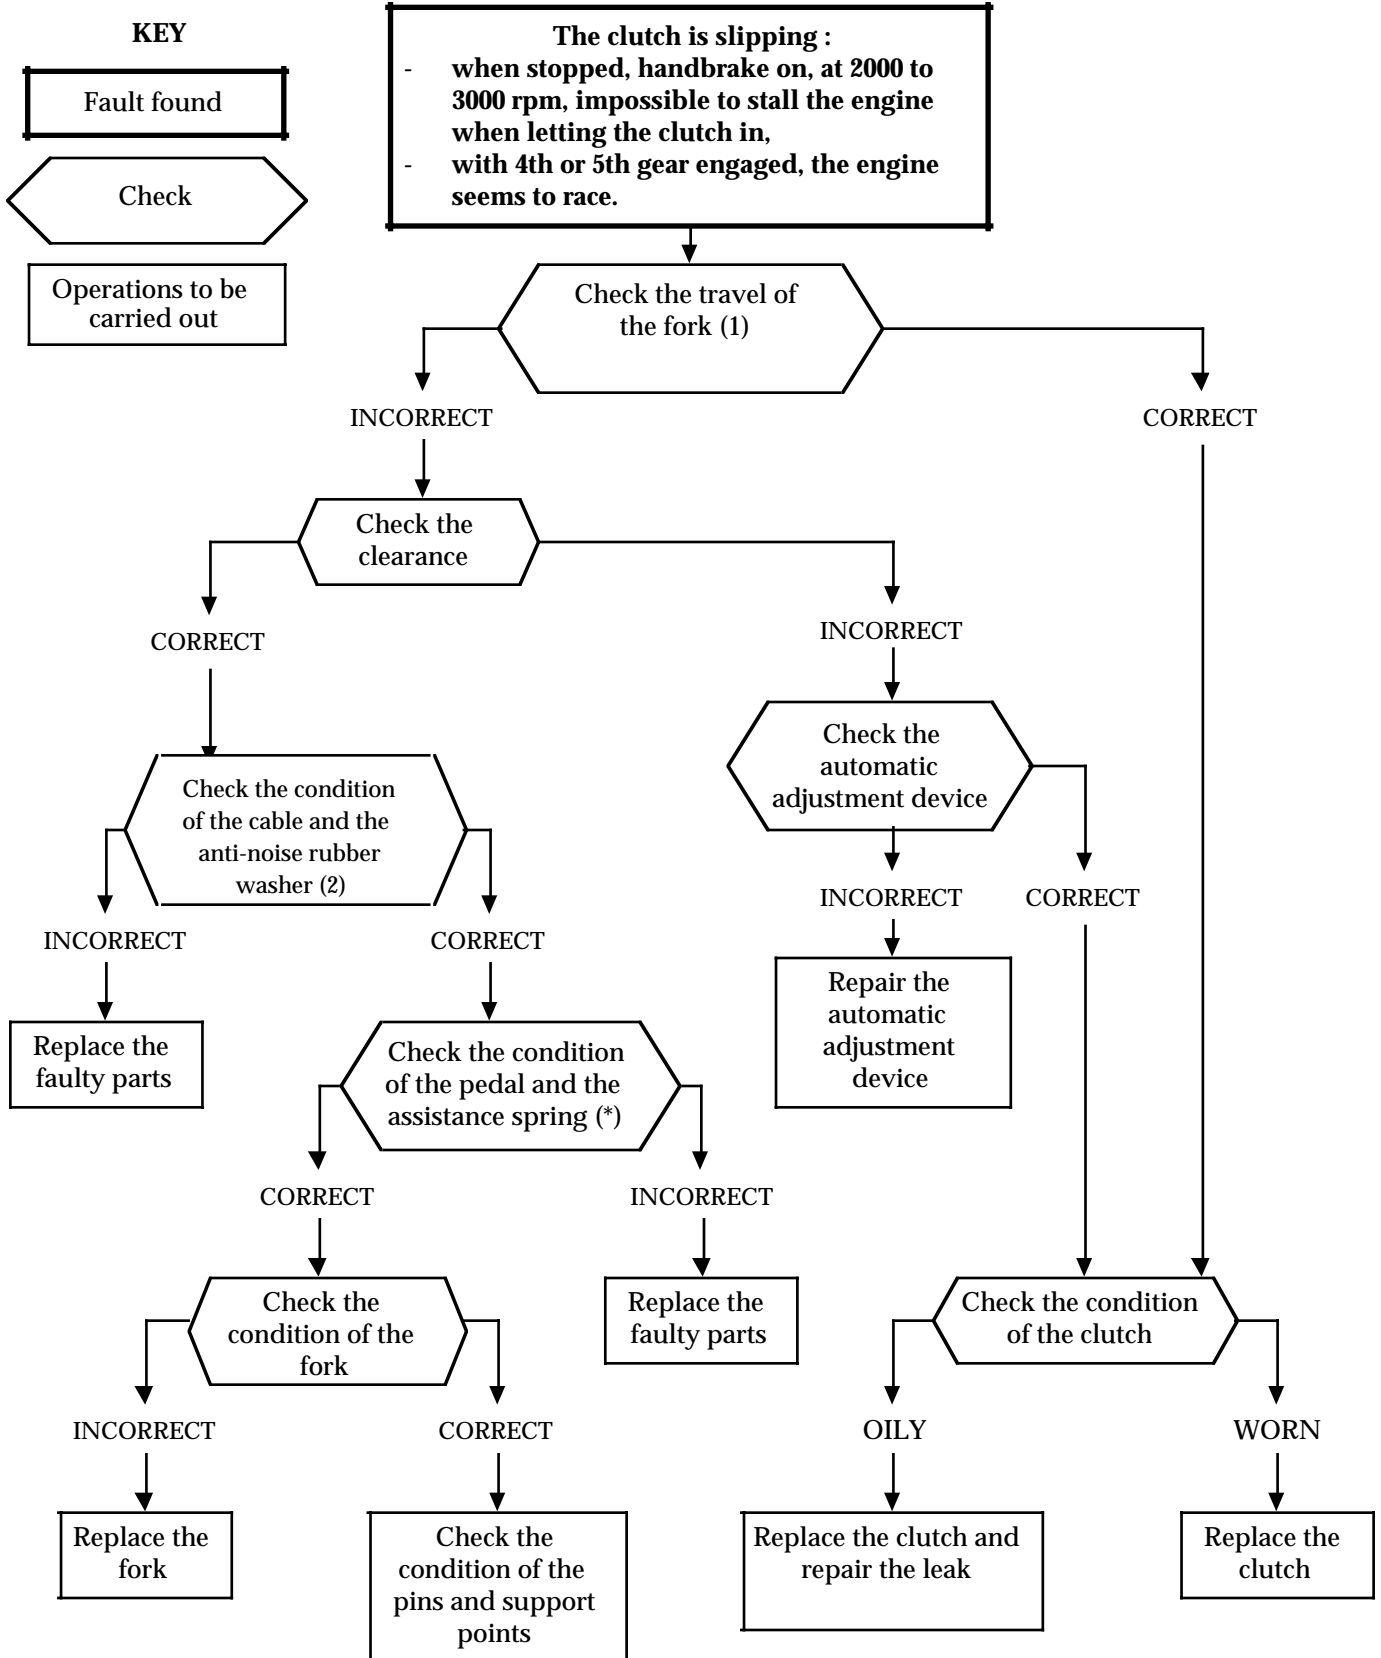 KEY
Fault found
Check
Operations to be
carried out
The clutch is slipping :
- when stopped, handbrake on, at 2000 to
3000 rpm, impossible to stall the engine
when letting the clutch in,
- with 4th or 5th gear engaged, the engine
seems to race.
Check the travel of
the fork (1)
INCORRECT
CORRECT
Check the
clearance
CORRECT
INCORRECT
Check the
automatic
adjustment device
Check the condition
of the cable and the
anti-noise rubber
washer (2)
INCORRECT
CORRECT
INCORRECT
CORRECT
Repair the
automatic
adjustment
device
Replace the
faulty parts
Check the condition
of the pedal and the
assistance spring (*)
CORRECT
INCORRECT
Check the
condition of the
fork
Replace the
faulty parts
Check the condition
of the clutch
INCORRECT
CORRECT
OILY
WORN
Replace the
fork
Check the
condition of the
pins and support
points
Replace the clutch and
repair the leak
Replace the
clutch